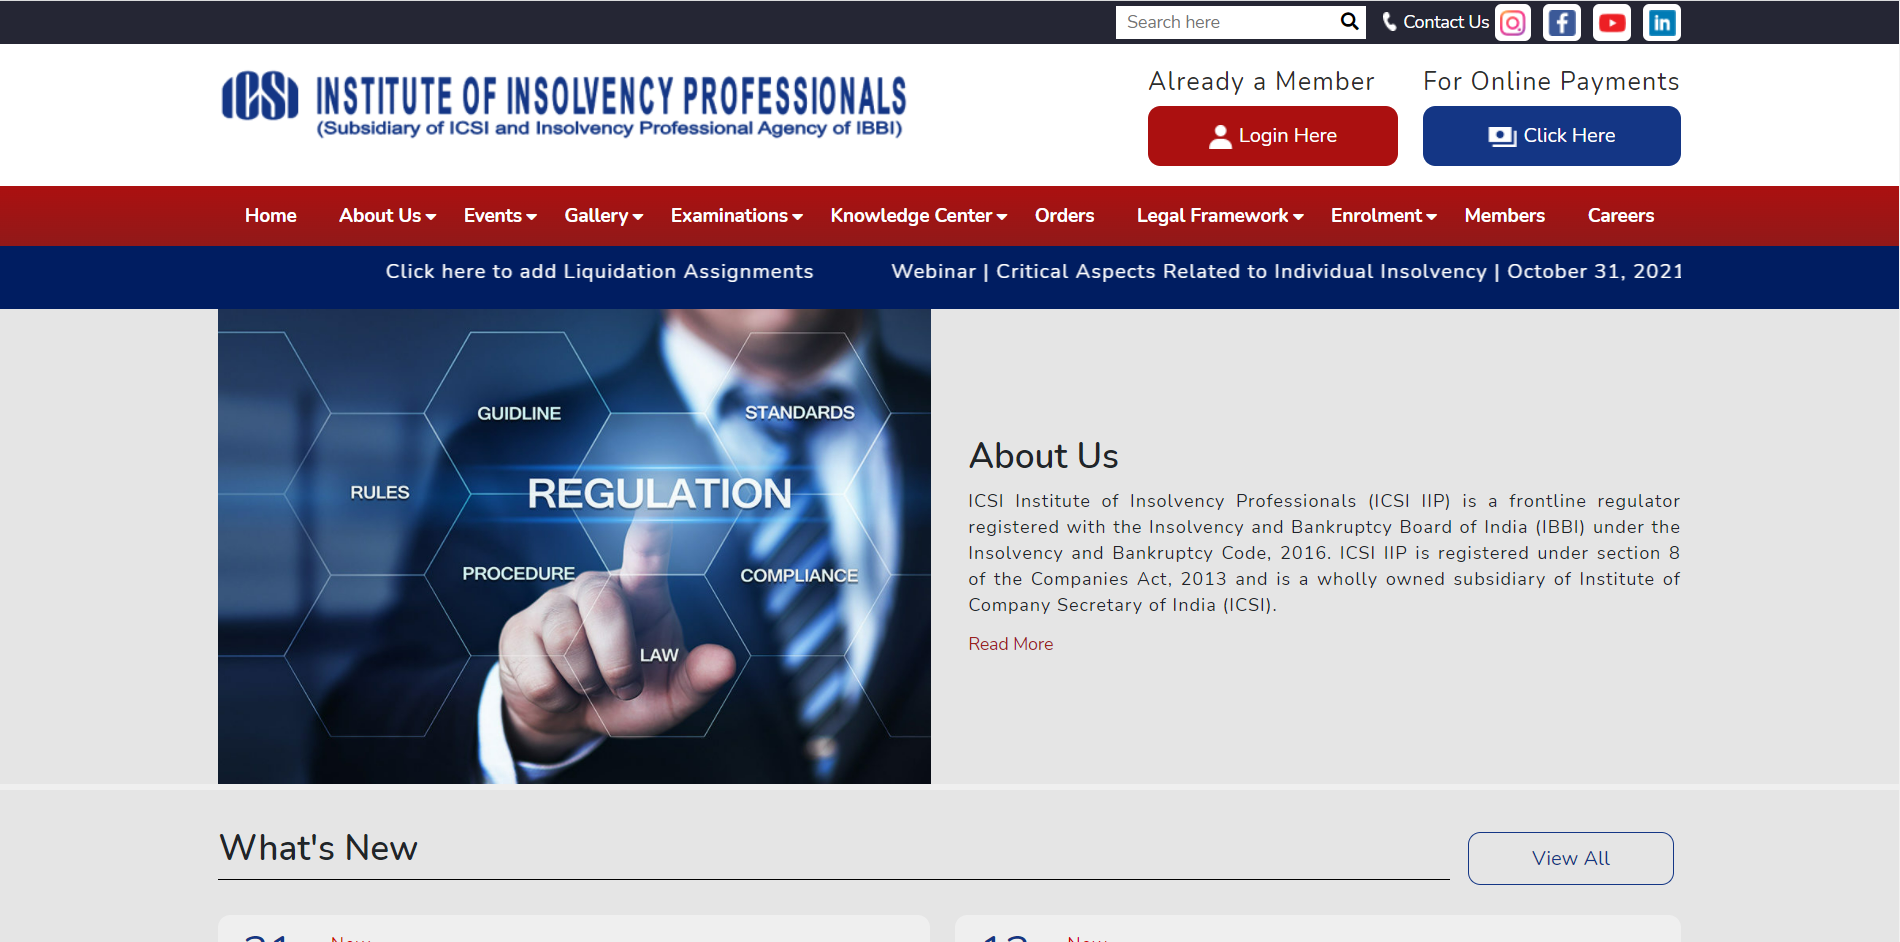 Search here
Contact Us
ICSI INSTITUTE OF INSOLVENCY PROFESSIONALS
(Subsidiary of ICSI and Insolvency Professional Agency of IBBI)
Already a Member
For Online Payments
Login Here
Click Here
Home About Us Events Gallery Examinations Knowledge Center Orders Legal Framework Enrolment Members Careers
Click here to add Liquidation Assignments
Webinar | Critical Aspects Related to Individual Insolvency | October 31, 2021
GUIDLINE
STANDARDS
RULES
REGULATION
PROCEDURE
COMPLIANCE
LAW
About Us
ICSI Institute of Insolvency Professionals (ICSI IIP) is a frontline regulator
registered with the Insolvency and Bankruptcy Board of India (IBBI) under the
Insolvency and Bankruptcy Code, 2016. ICSI IIP is registered under section 8
of the Companies Act, 2013 and is a wholly owned subsidiary of Institute of
Company Secretary of India (ICSI).
Read More
What's New
View All